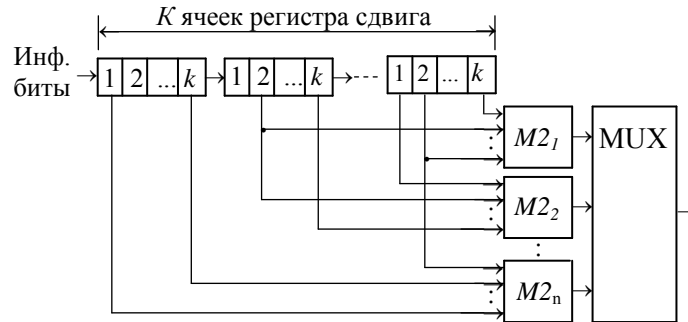 K ячеек регистра сдвига
Инф.
биты
1 2 ... k
1 2 ... k
1 2 ... k
M2₁
MUX
M2₂
M2ₙ